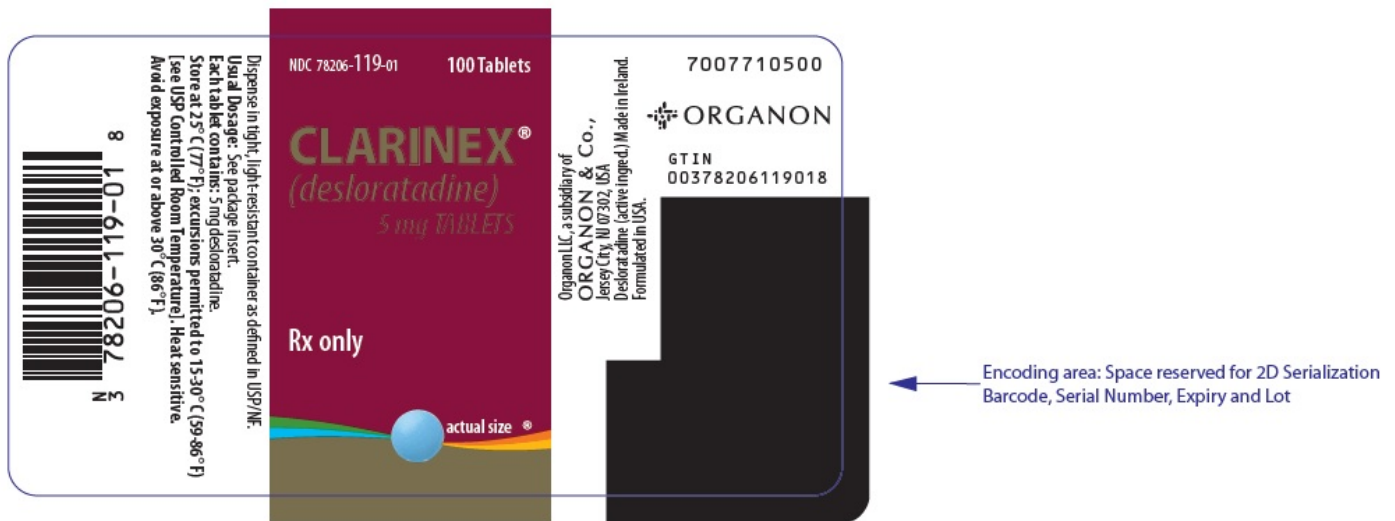 8
3 78206-119-01
N
Dispense in tight, light-resistant container as defined in USP/NF.
Usual Dosage: See package insert.
Each tablet contains: 5 mg desloratadine.
Store at 25°C (77°F); excursions permitted to 15-30°C (59-86°F)
[see USP Controlled Room Temperature]. Heat sensitive.
Avoid exposure at or above 30°C (86°F).
NDC 78206-119-01 100 Tablets
CLARINEX®
(desloratadine)
5 mg TABLETS
Rx only
actual size ®
Organon LLC, a subsidiary of
ORGANON & Co.,
Jersey City, NJ 07302, USA
Desloratadine (active ingred.) Made in Ireland.
Formulated in USA.
7007710500
ORGANON
GTIN
00378206119018
Encoding area: Space reserved for 2D Serialization
Barcode, Serial Number, Expiry and Lot